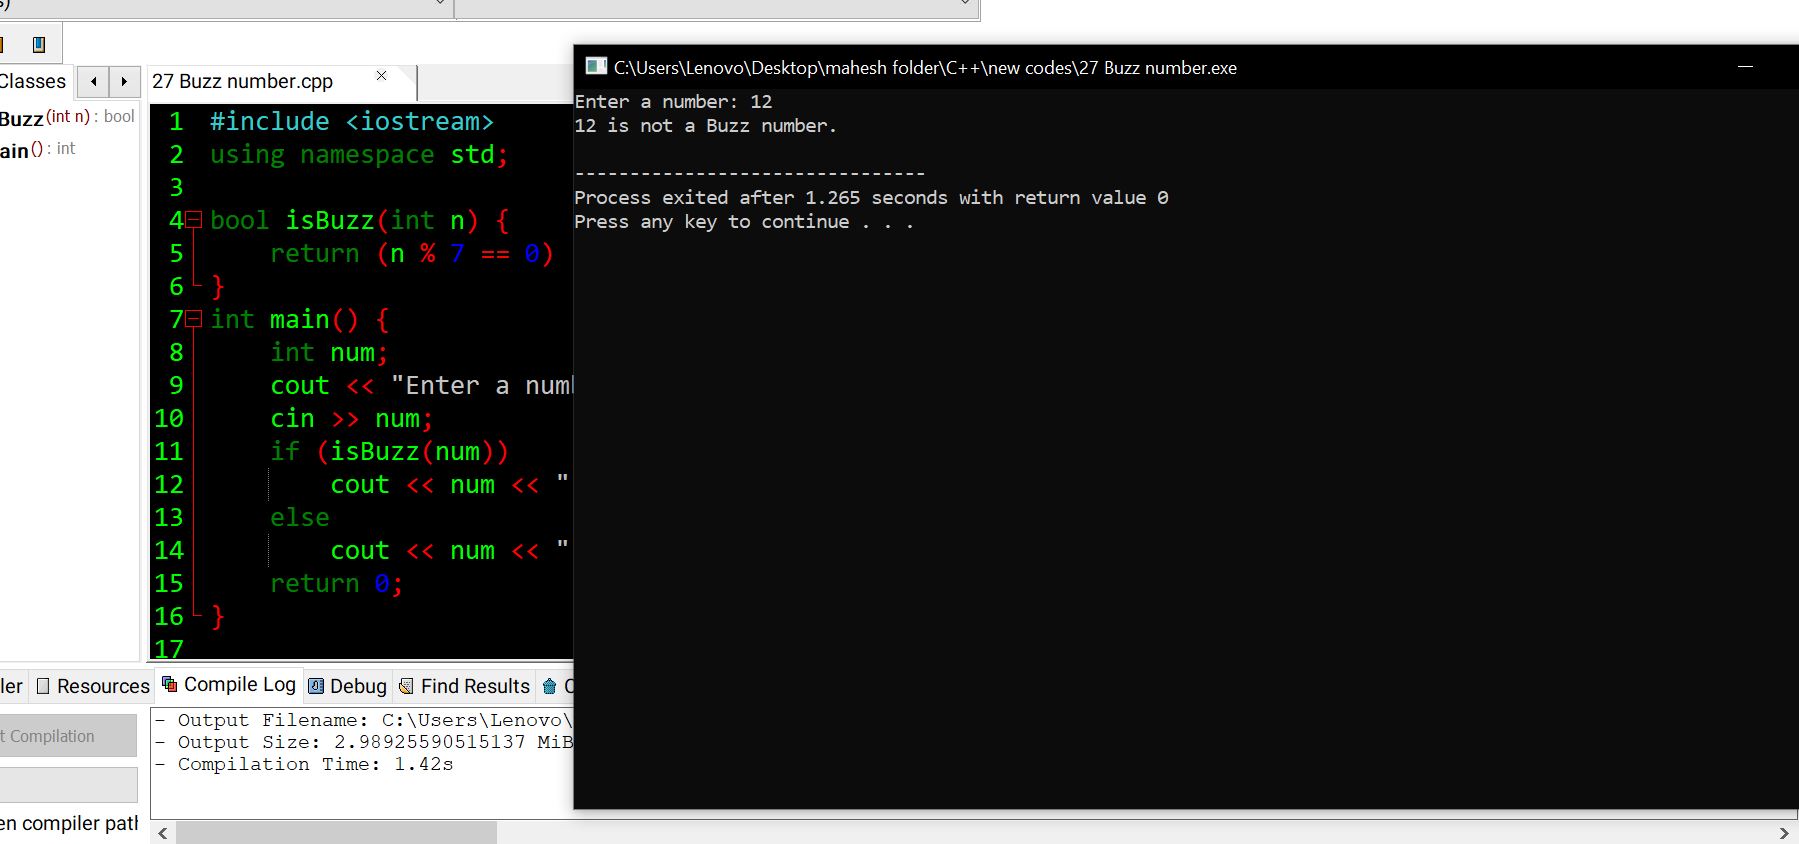 Classes
27 Buzz number.cpp
Buzz(int n) : bool
ain() : int
1 #include <iostream>
2 using namespace std;
3
4 bool isBuzz(int n) {
5 return (n % 7 == 0)
6 }
7 int main() {
8 int num;
9 cout << "Enter a num
10 cin >> num;
11 if (isBuzz(num))
12 cout << num << "
13 else
14 cout << num << "
15 return 0;
16 }
17
C:\Users\Lenovo\Desktop\mahesh folder\C++\new codes\27 Buzz number.exe
Enter a number: 12
12 is not a Buzz number.
--------------------------------
Process exited after 1.265 seconds with return value 0
Press any key to continue . . .
ler Resources Compile Log Debug Find Results
t Compilation
en compiler path
- Output Filename: C:\Users\Lenovo\
- Output Size: 2.98925590515137 MiB
- Compilation Time: 1.42s